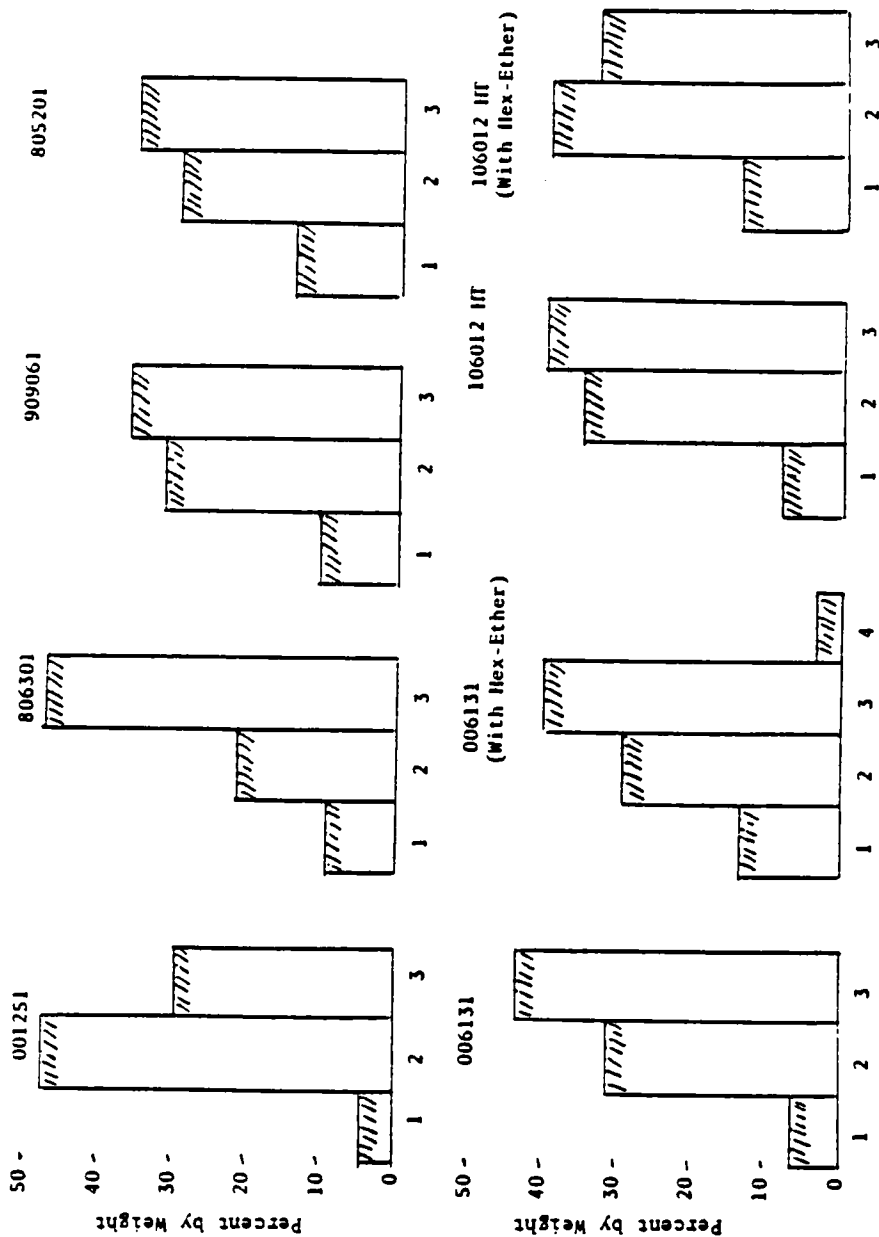 001251
806301
909061
805201
50 -
40 -
30 -
20 -
10 -
0
Percent by Weight
1 2 3
1 2 3
1 2 3
1 2 3
006131
006131
(With Hex-Ether)
106012 HT
106012 HT
(With Hex-Ether)
50 -
40 -
30 -
20 -
10 -
0
Percent by Weight
1 2 3
1 2 3 4
1 2 3
1 2 3